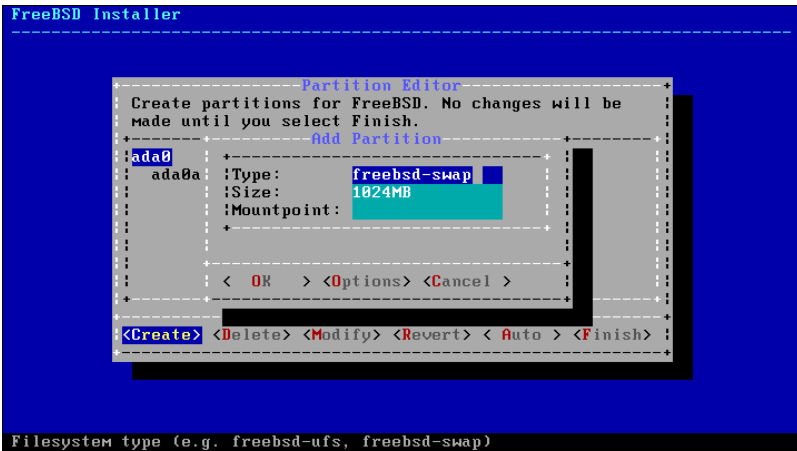 FreeBSD Installer
Partition Editor
Create partitions for FreeBSD. No changes will be
made until you select Finish.
Add Partition
ada0
ada0a
Type: freebsd-swap
Size: 1024MB
Mountpoint:
< OK > <Options> <Cancel >
<Create> <Delete> <Modify> <Revert> < Auto > <Finish>
Filesystem type (e.g. freebsd-ufs, freebsd-swap)